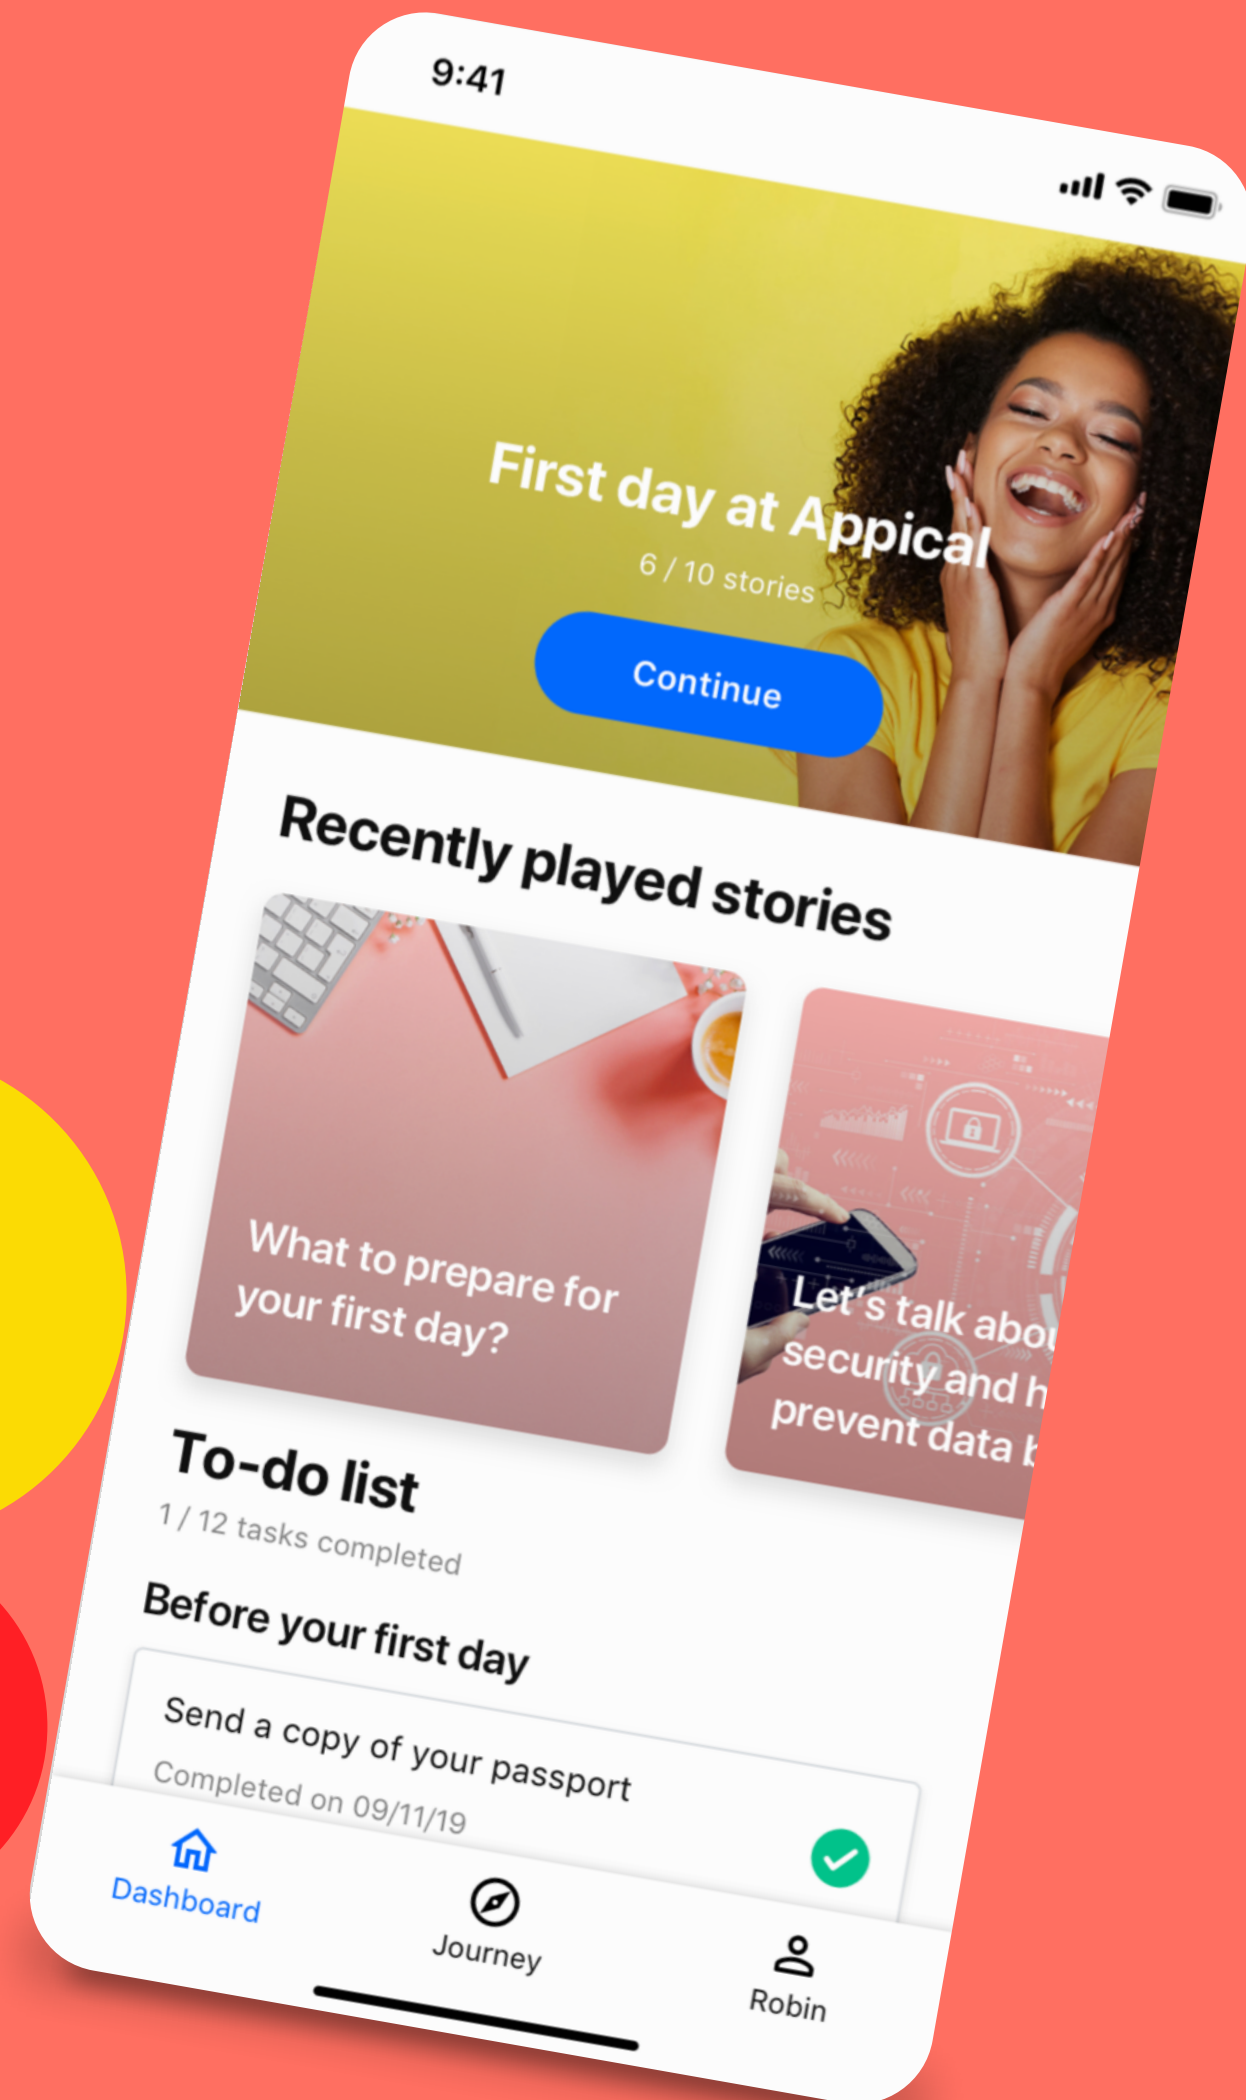 9:41
First day at Appical
6 / 10 stories
Continue
Recently played stories
What to prepare for
your first day?
Let's talk
security and
prevent data
To-do list
1 / 12 tasks completed
Before your first day
Send a copy of your passport
Completed on 09/11/19
Dashboard
Journey
Robin